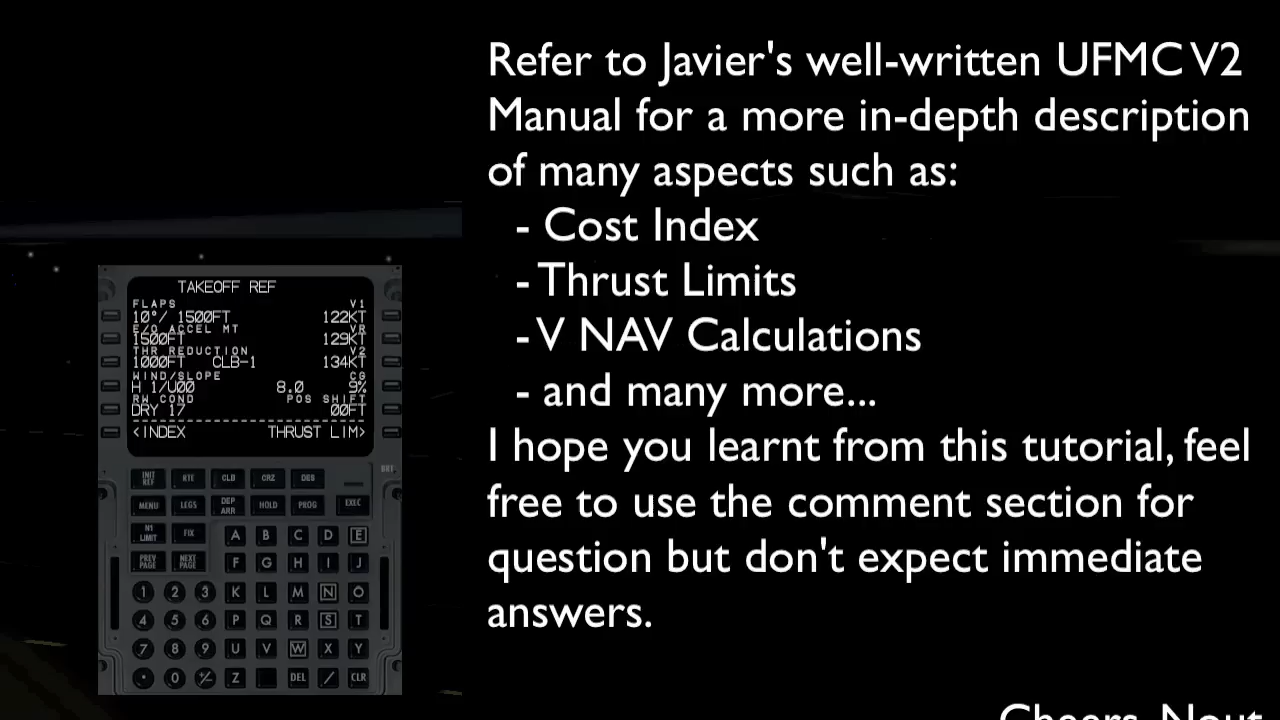 Refer to Javier's well-written UFMC V2
Manual for a more in-depth description
of many aspects such as:
- Cost Index
- Thrust Limits
- V NAV Calculations
- and many more...
I hope you learnt from this tutorial, feel
free to use the comment section for
question but don't expect immediate
answers.
Cheers, Nout
TAKEOFF REF
FLAPS V1
10°/ 1500FT 122KT
E/O ACCEL MT VR
1500FT 129KT
THR REDUCTION V2
1000FT CLB-1 134KT
WIND/SLOPE CG
H 1/U00 8.0 9%
RW COND POS SHIFT
DRY 17 00FT
<INDEX THRUST LIM>
BRT
INIT REF RTE CLB CRZ DES
MENU LEGS DEP ARR HOLD PROG EXEC
N1 LIMIT FIX A B C D E
PREV PAGE NEXT PAGE F G H I J
1 2 3 K L M N O
4 5 6 P Q R S T
7 8 9 U V W X Y
. 0 +/- Z DEL / CLR